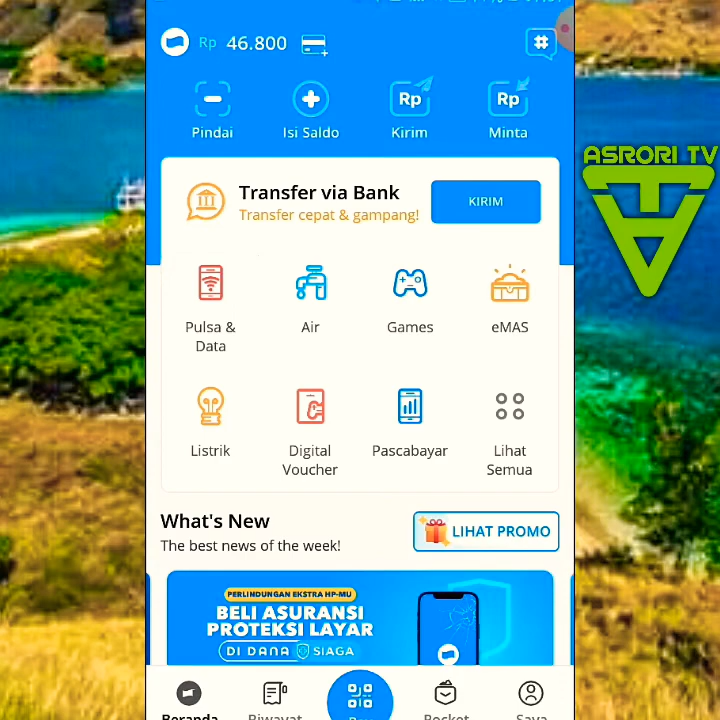 Rp 46.800
Pindai
Isi Saldo
Rp
Kirim
Rp
Minta
ASRORI TV
Transfer via Bank
Transfer cepat & gampang!
KIRIM
Pulsa &
Data
Air
Games
eMAS
Listrik
Digital
Voucher
Pascabayar
Lihat
Semua
What's New
The best news of the week!
LIHAT PROMO
PERLINDUNGAN EKSTRA HP-MU
BELI ASURANSI
PROTEKSI LAYAR
DI DANA SIAGA
Beranda
Riwayat
Pocket
Saya